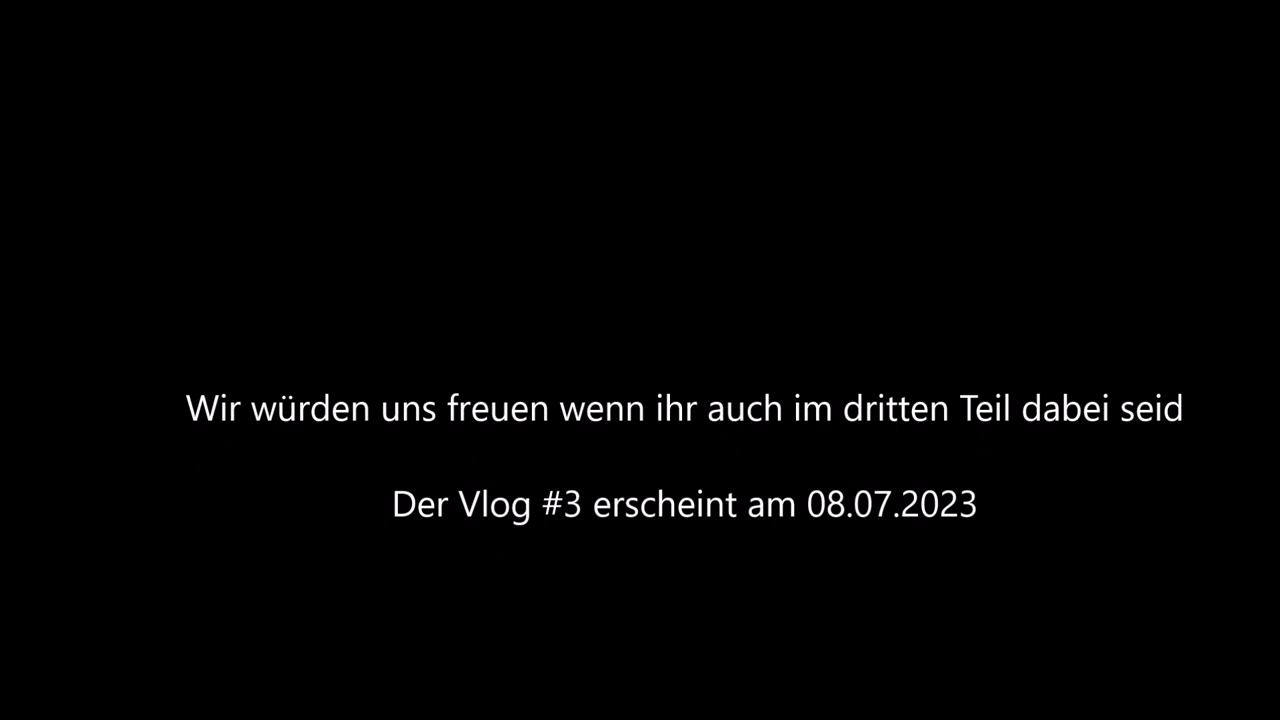 Wir würden uns freuen wenn ihr auch im dritten Teil dabei seid
Der Vlog #3 erscheint am 08.07.2023